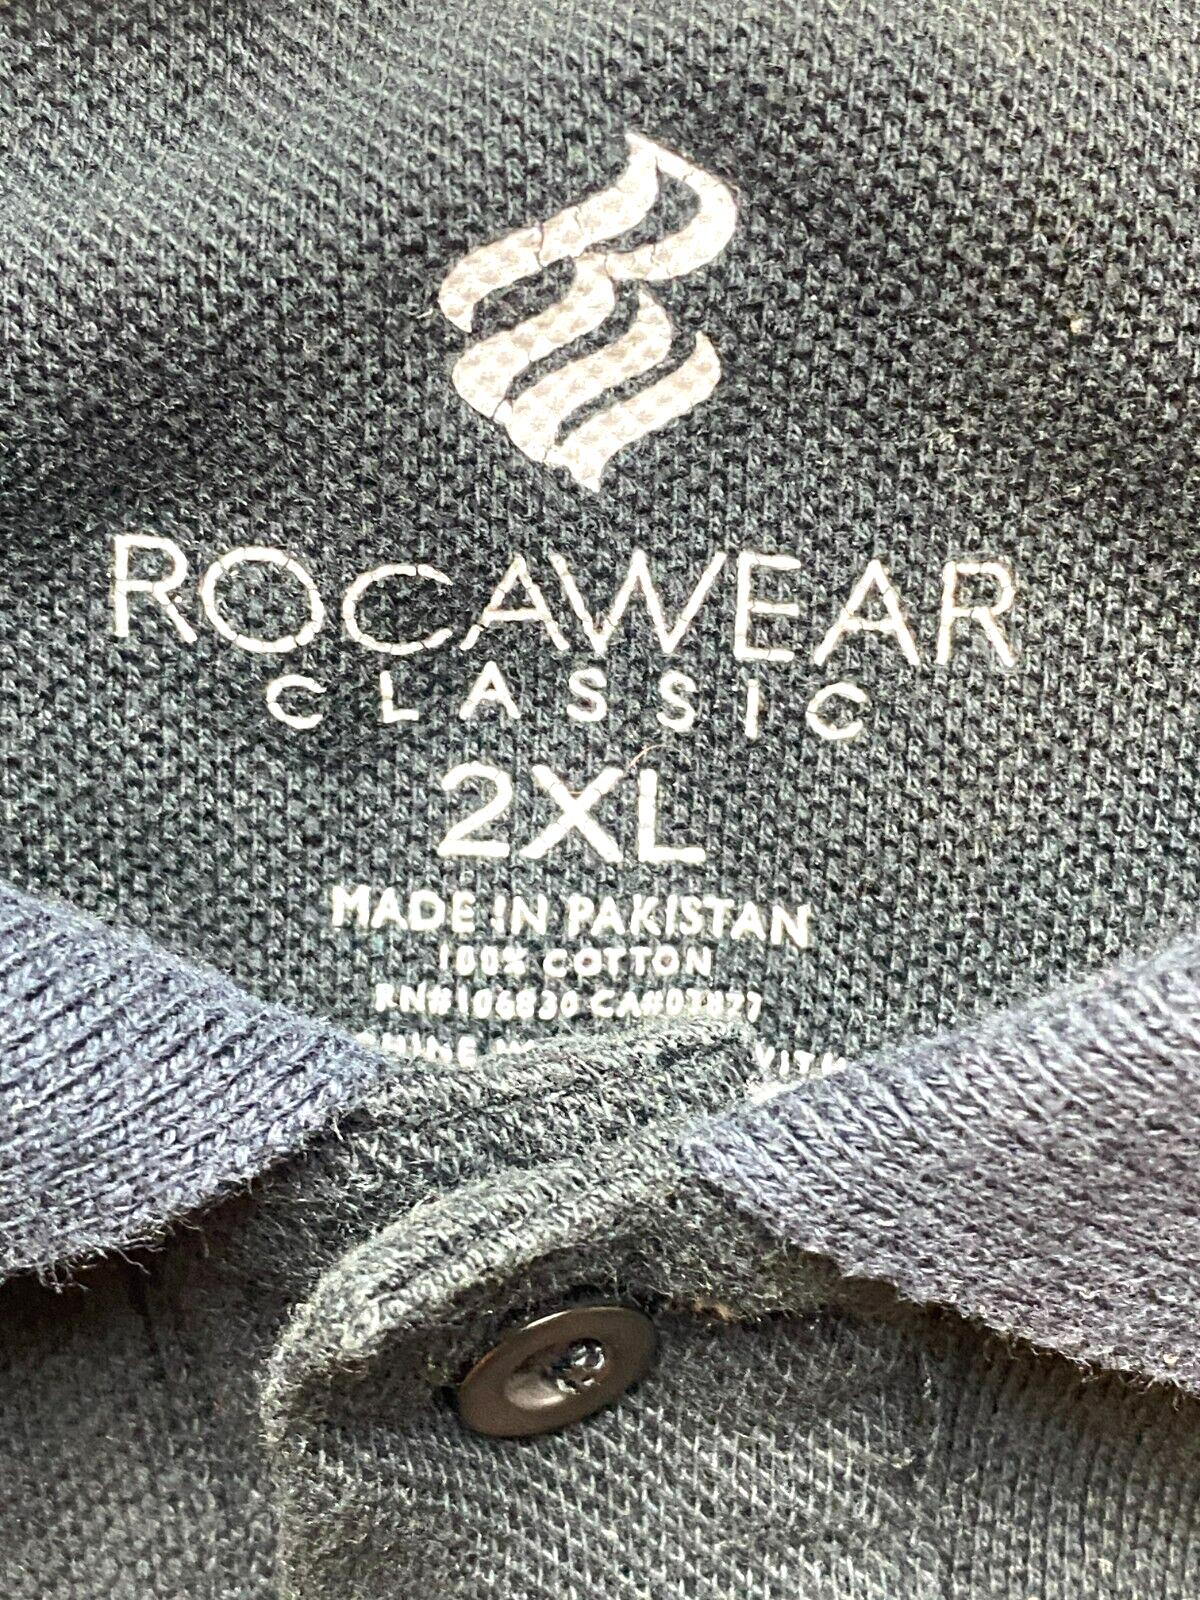 ROCAWEAR
CLASSIC
2XL
MADE IN PAKISTAN
100% COTTON